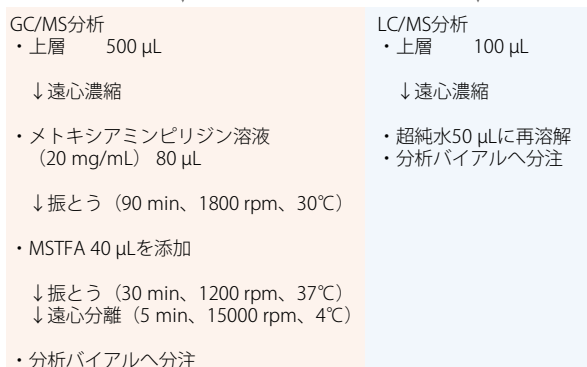 GC/MS分析
・上層　　500 µL
↓遠心濃縮
・メトキシアミンピリジン溶液
（20 mg/mL） 80 µL
↓振とう（90 min、1800 rpm、30℃）
・MSTFA 40 µLを添加
↓振とう（30 min、1200 rpm、37℃）
↓遠心分離（5 min、15000 rpm、4℃）
・分析バイアルへ分注
LC/MS分析
・上層　　100 µL
↓遠心濃縮
・超純水50 µLに再溶解
・分析バイアルへ分注